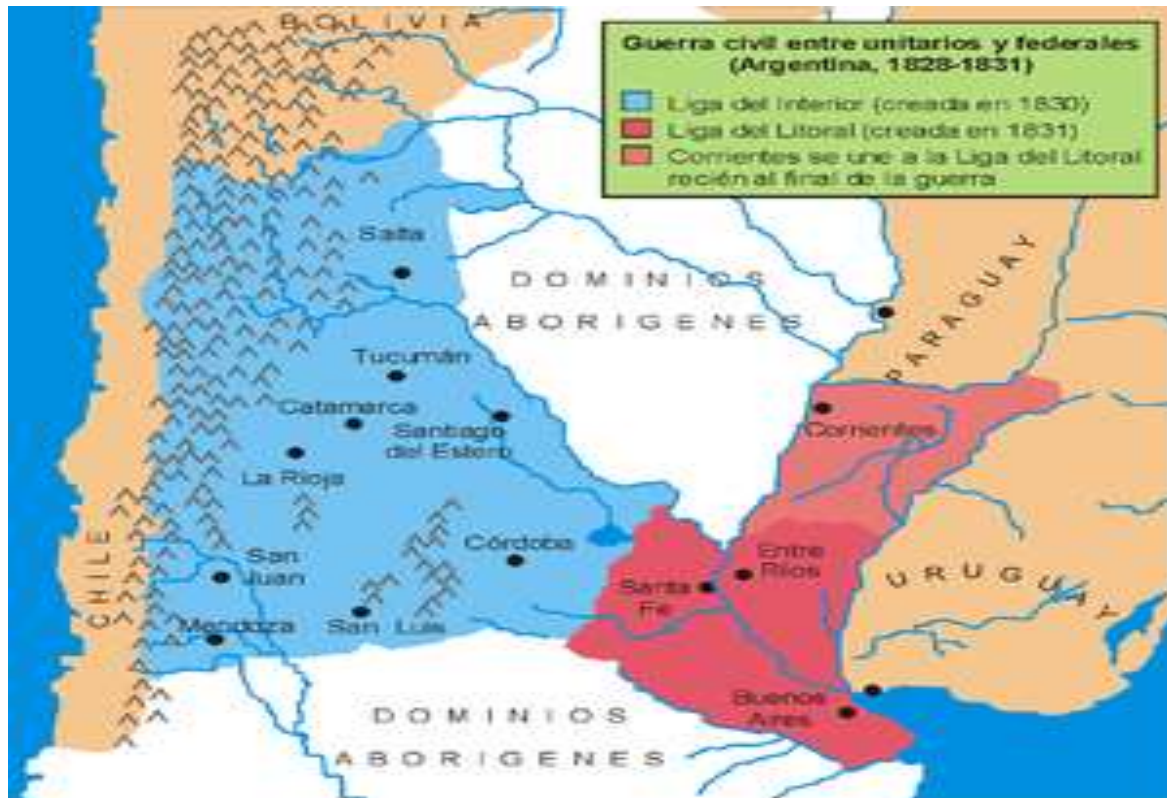 BOLIVIA
Guerra civil entre unitarios y federales
(Argentina, 1828-1831)
Liga del Interior (creada en 1830)
Liga del Litoral (creada en 1831)
Corrientes se une a la Liga del Litoral
recién al final de la guerra
Salta
DOMINIOS
ABORIGENES
PARAGUAY
Tucumán
Catamarca
Santiago
del Estero
Corrientes
La Rioja
CHILE
San
Juan
Córdoba
Entre
Ríos
Santa
Fe
URUGUAY
Mendoza
San Luis
Buenos
Aires
DOMINIOS
ABORIGENES